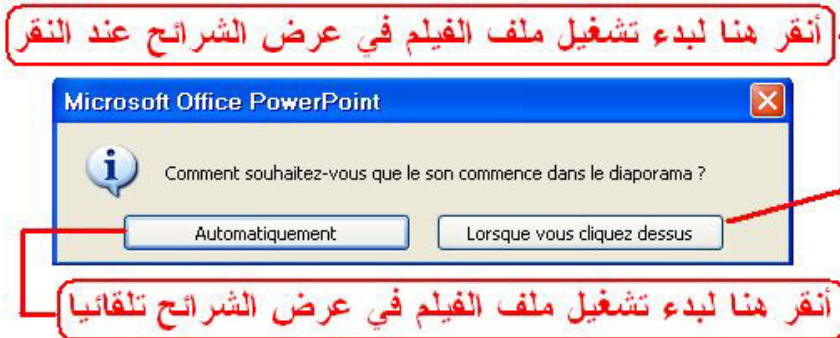 أنقر هنا لبدء تشغيل ملف الفيلم في عرض الشرائح عند النقر
Microsoft Office PowerPoint
Comment souhaitez-vous que le son commence dans le diaporama ?
Automatiquement
Lorsque vous cliquez dessus
أنقر هنا لبدء تشغيل ملف الفيلم في عرض الشرائح تلقائيا